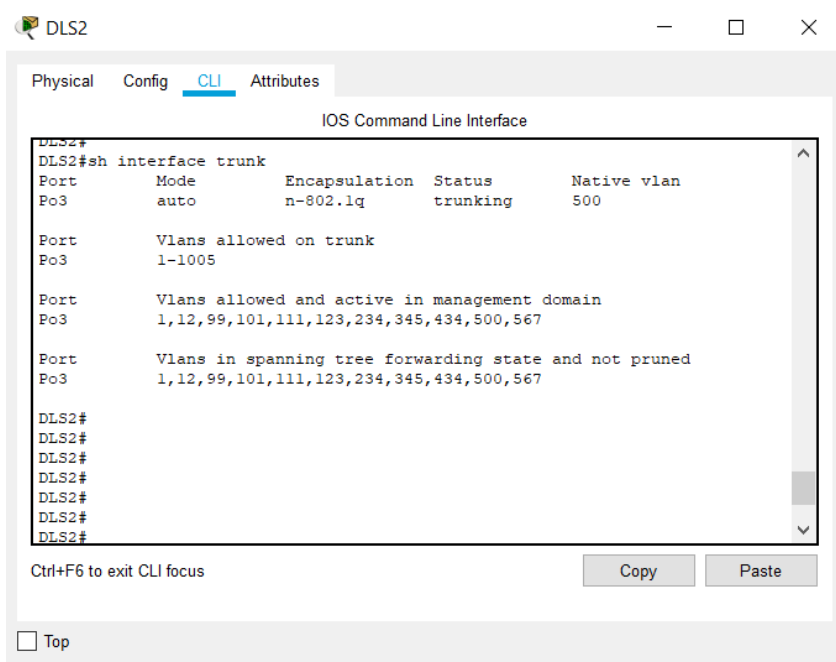 DLS2
Physical Config CLI Attributes
IOS Command Line Interface
DLS2#
DLS2#sh interface trunk
Port Mode Encapsulation Status Native vlan
Po3 auto n-802.1q trunking 500
Port Vlans allowed on trunk
Po3 1-1005
Port Vlans allowed and active in management domain
Po3 1,12,99,101,111,123,234,345,434,500,567
Port Vlans in spanning tree forwarding state and not pruned
Po3 1,12,99,101,111,123,234,345,434,500,567
DLS2#
DLS2#
DLS2#
DLS2#
DLS2#
DLS2#
DLS2#
Ctrl+F6 to exit CLI focus
Copy Paste
Top